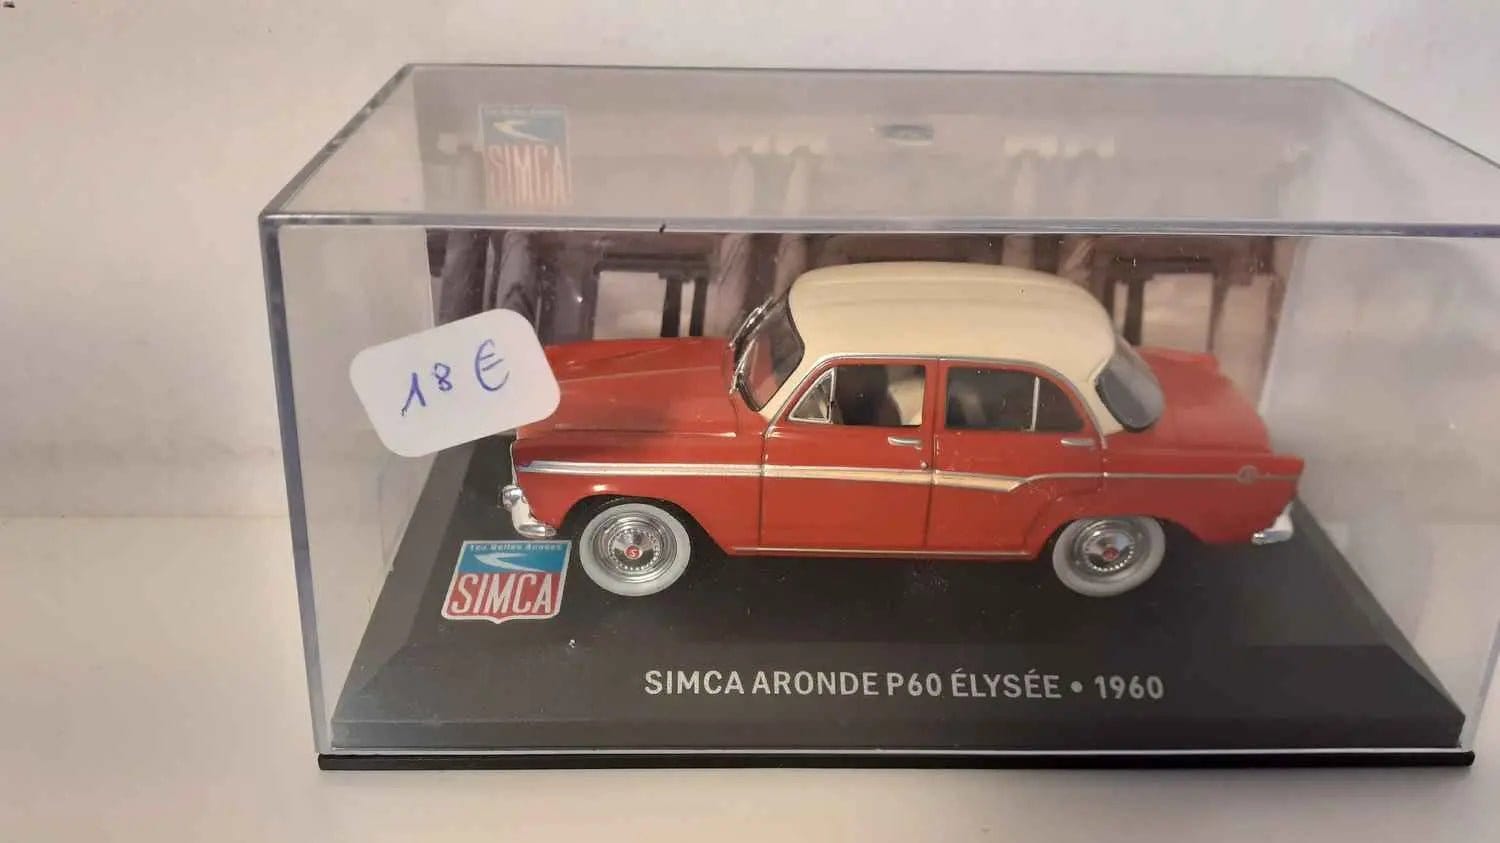 SIMCA
18 €
Les Belles Années
SIMCA
SIMCA ARONDE P60 ÉLYSÉE • 1960